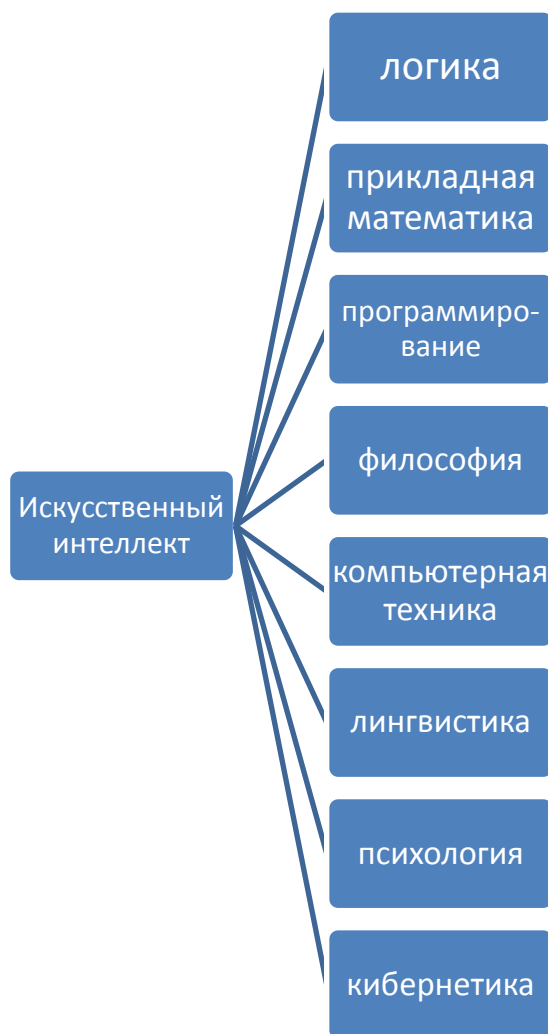 логика
прикладная
математика
программиро-
вание
философия
Искусственный
интеллект
компьютерная
техника
лингвистика
психология
кибернетика